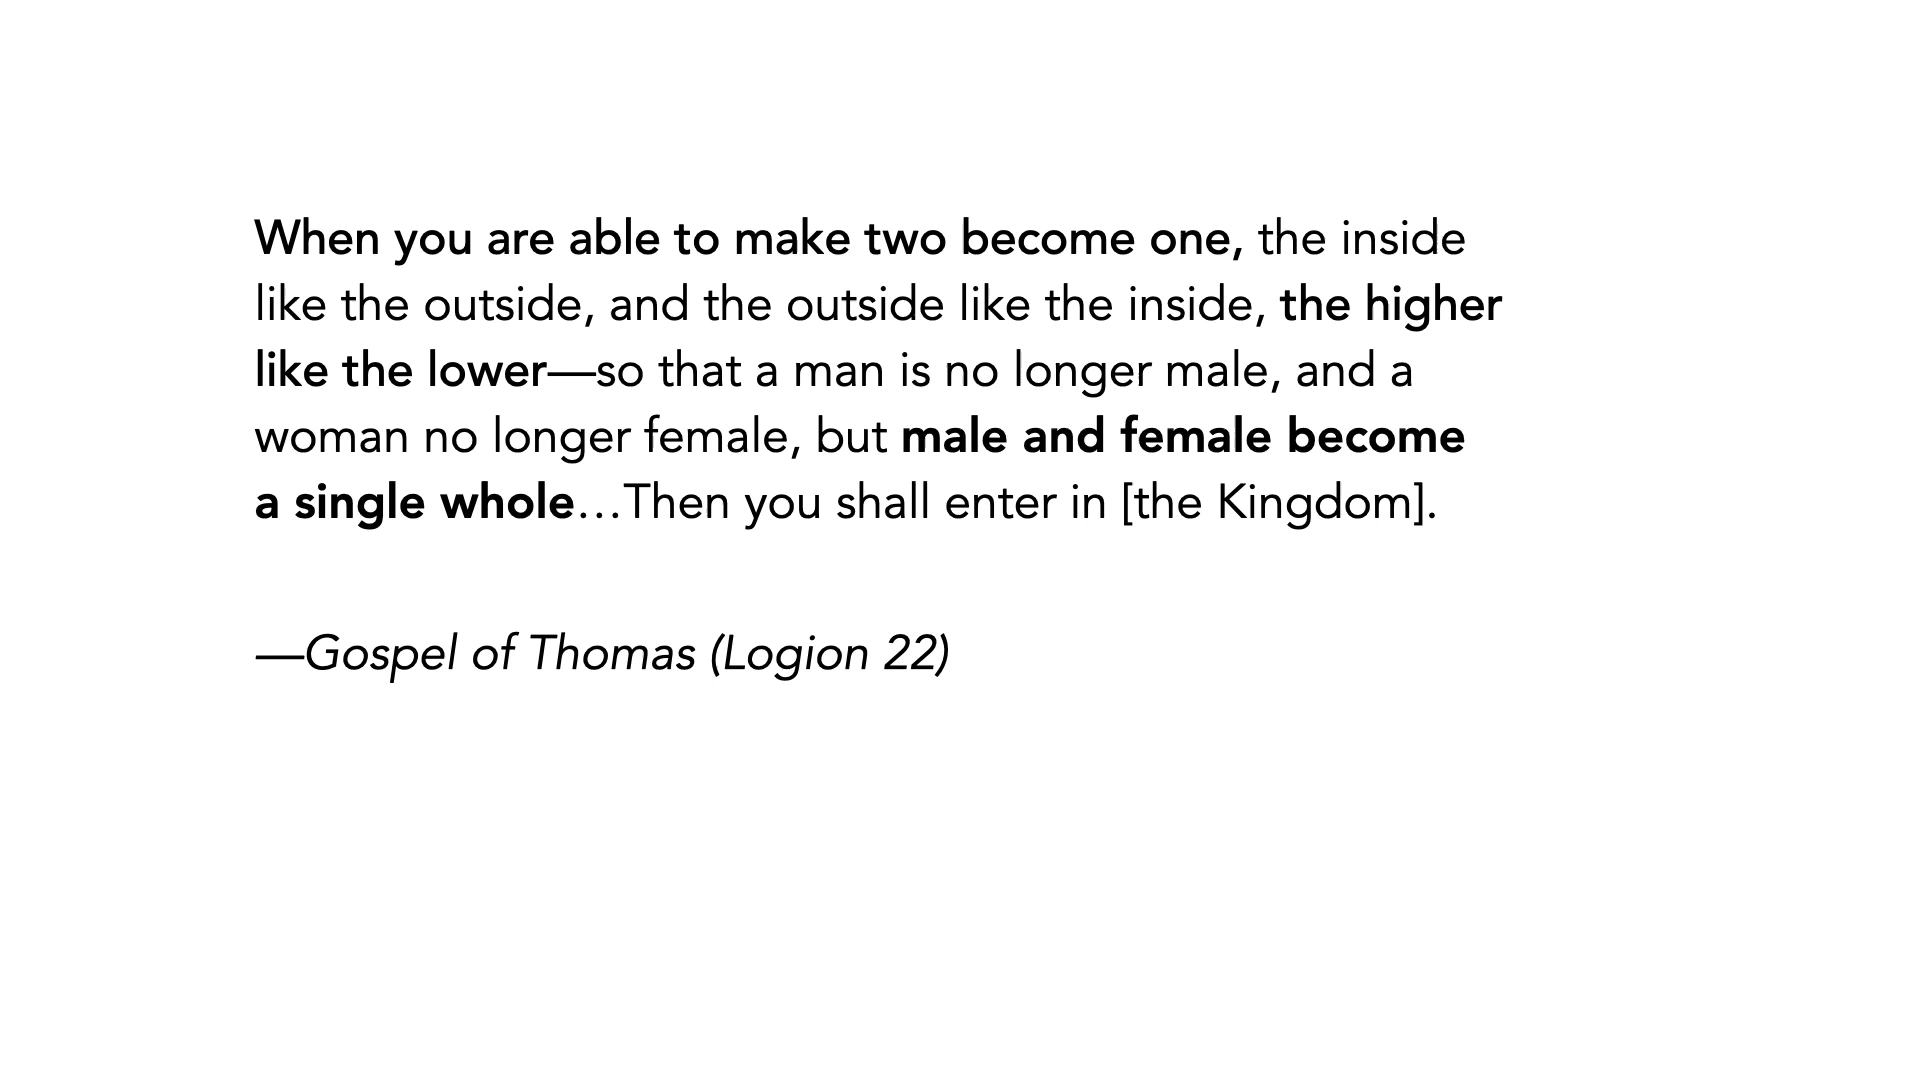 When you are able to make two become one, the inside
like the outside, and the outside like the inside, the higher
like the lower—so that a man is no longer male, and a
woman no longer female, but male and female become
a single whole…Then you shall enter in [the Kingdom].
—Gospel of Thomas (Logion 22)